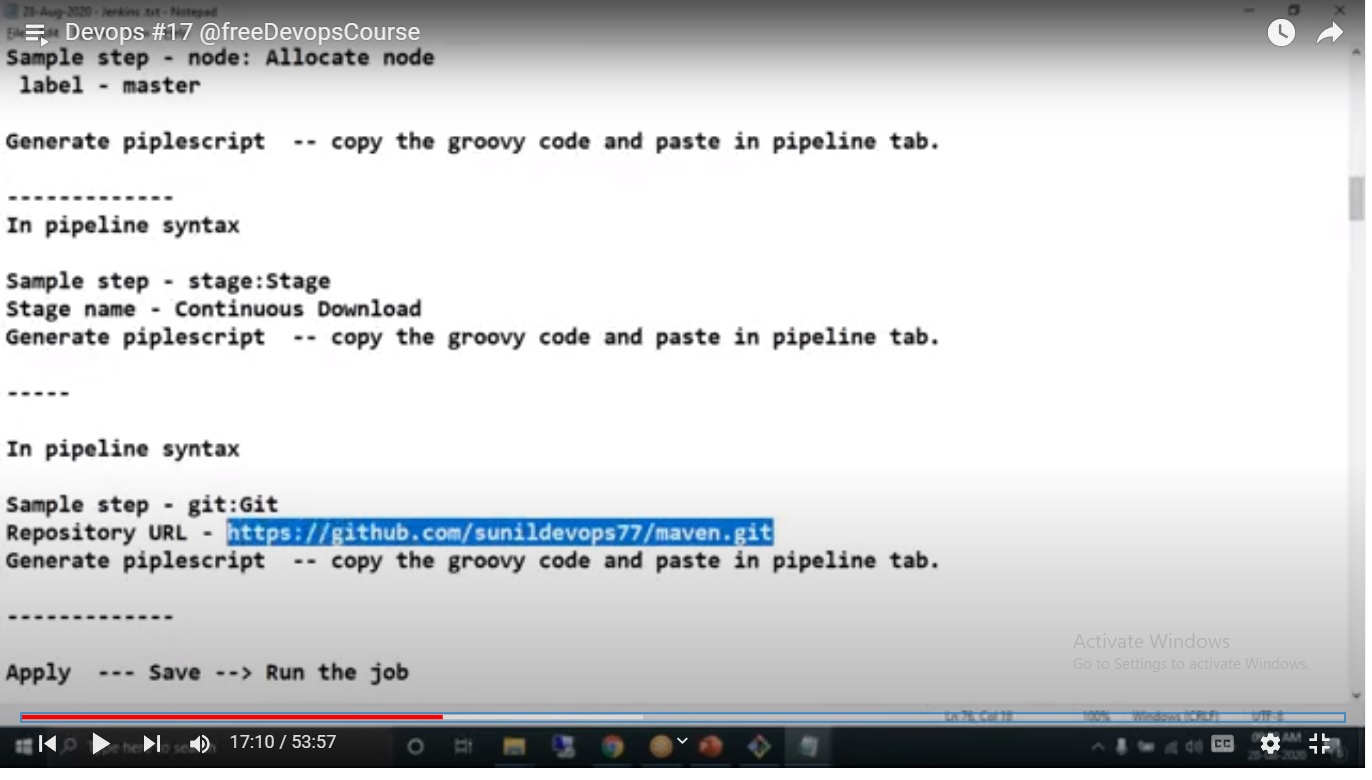 28-Aug-2020 - Jenkins .txt - Notepad
Devops #17 @freeDevopsCourse
Sample step - node: Allocate node
label - master
Generate piplescript -- copy the groovy code and paste in pipeline tab.
-------------
In pipeline syntax
Sample step - stage:Stage
Stage name - Continuous Download
Generate piplescript -- copy the groovy code and paste in pipeline tab.
-----
In pipeline syntax
Sample step - git:Git
Repository URL - https://github.com/sunildevops77/maven.git
Generate piplescript -- copy the groovy code and paste in pipeline tab.
-------------
Activate Windows
Go to Settings to activate Windows.
Apply --- Save --> Run the job
Ln 76, Col 18 100% Windows (CRLF) UTF-8
17:10 / 53:57 CC